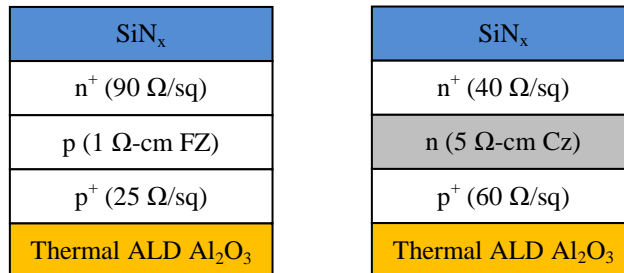 SiNₓ
n⁺ (90 Ω/sq)
p (1 Ω-cm FZ)
p⁺ (25 Ω/sq)
Thermal ALD Al₂O₃
SiNₓ
n⁺ (40 Ω/sq)
n (5 Ω-cm Cz)
p⁺ (60 Ω/sq)
Thermal ALD Al₂O₃